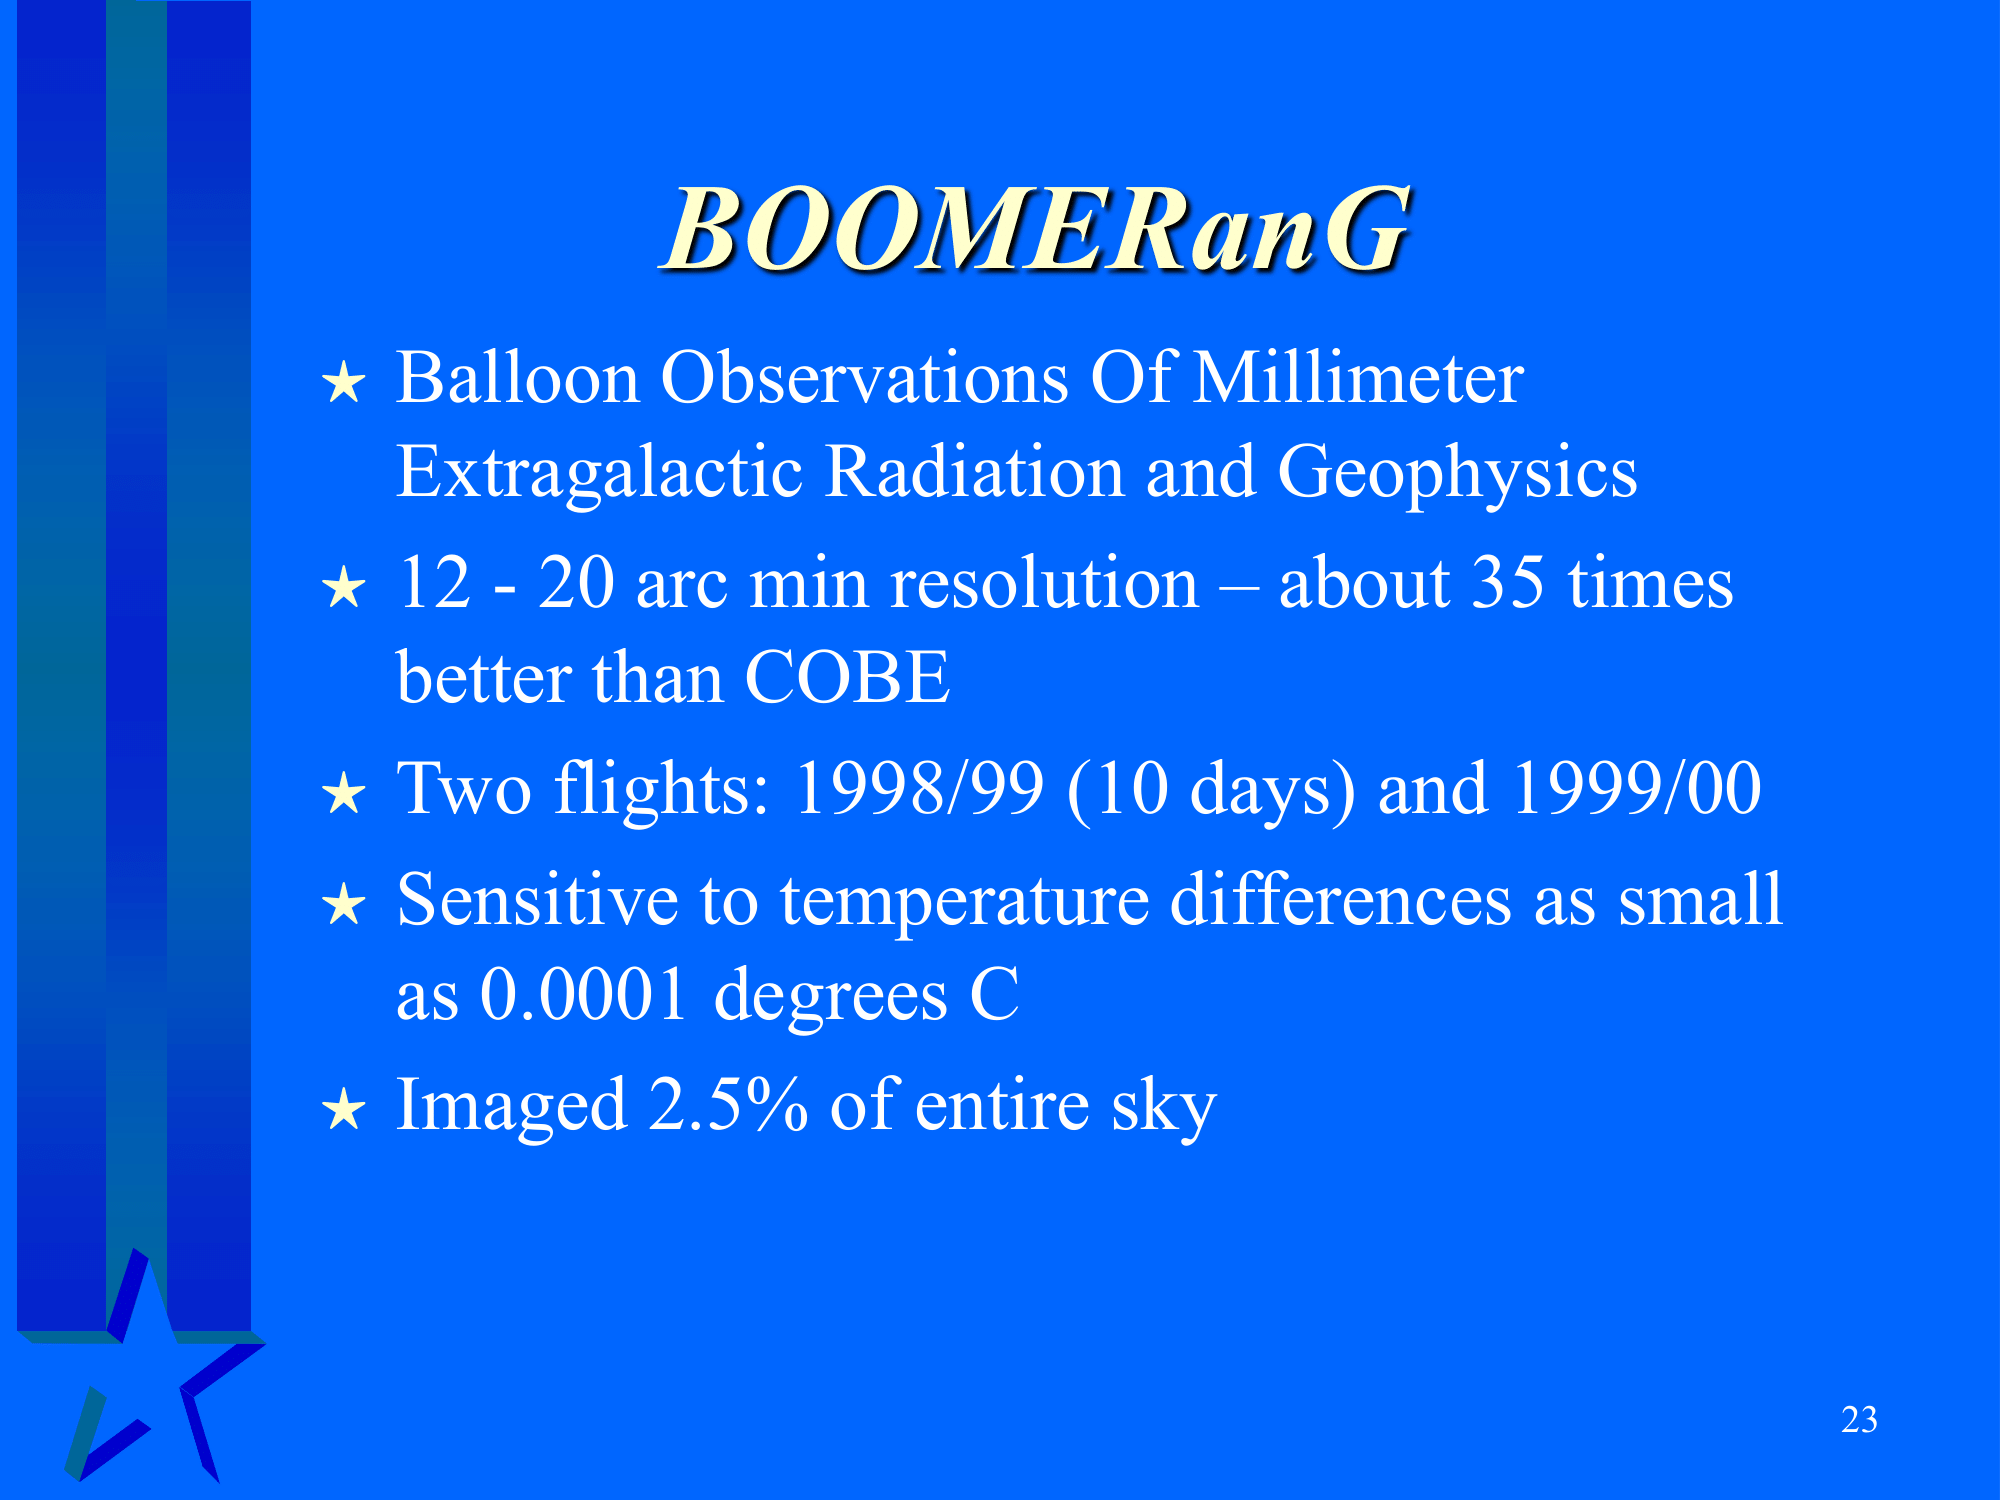 BOOMERanG
Balloon Observations Of Millimeter
Extragalactic Radiation and Geophysics
12 - 20 arc min resolution – about 35 times
better than COBE
Two flights: 1998/99 (10 days) and 1999/00
Sensitive to temperature differences as small
as 0.0001 degrees C
Imaged 2.5% of entire sky
23